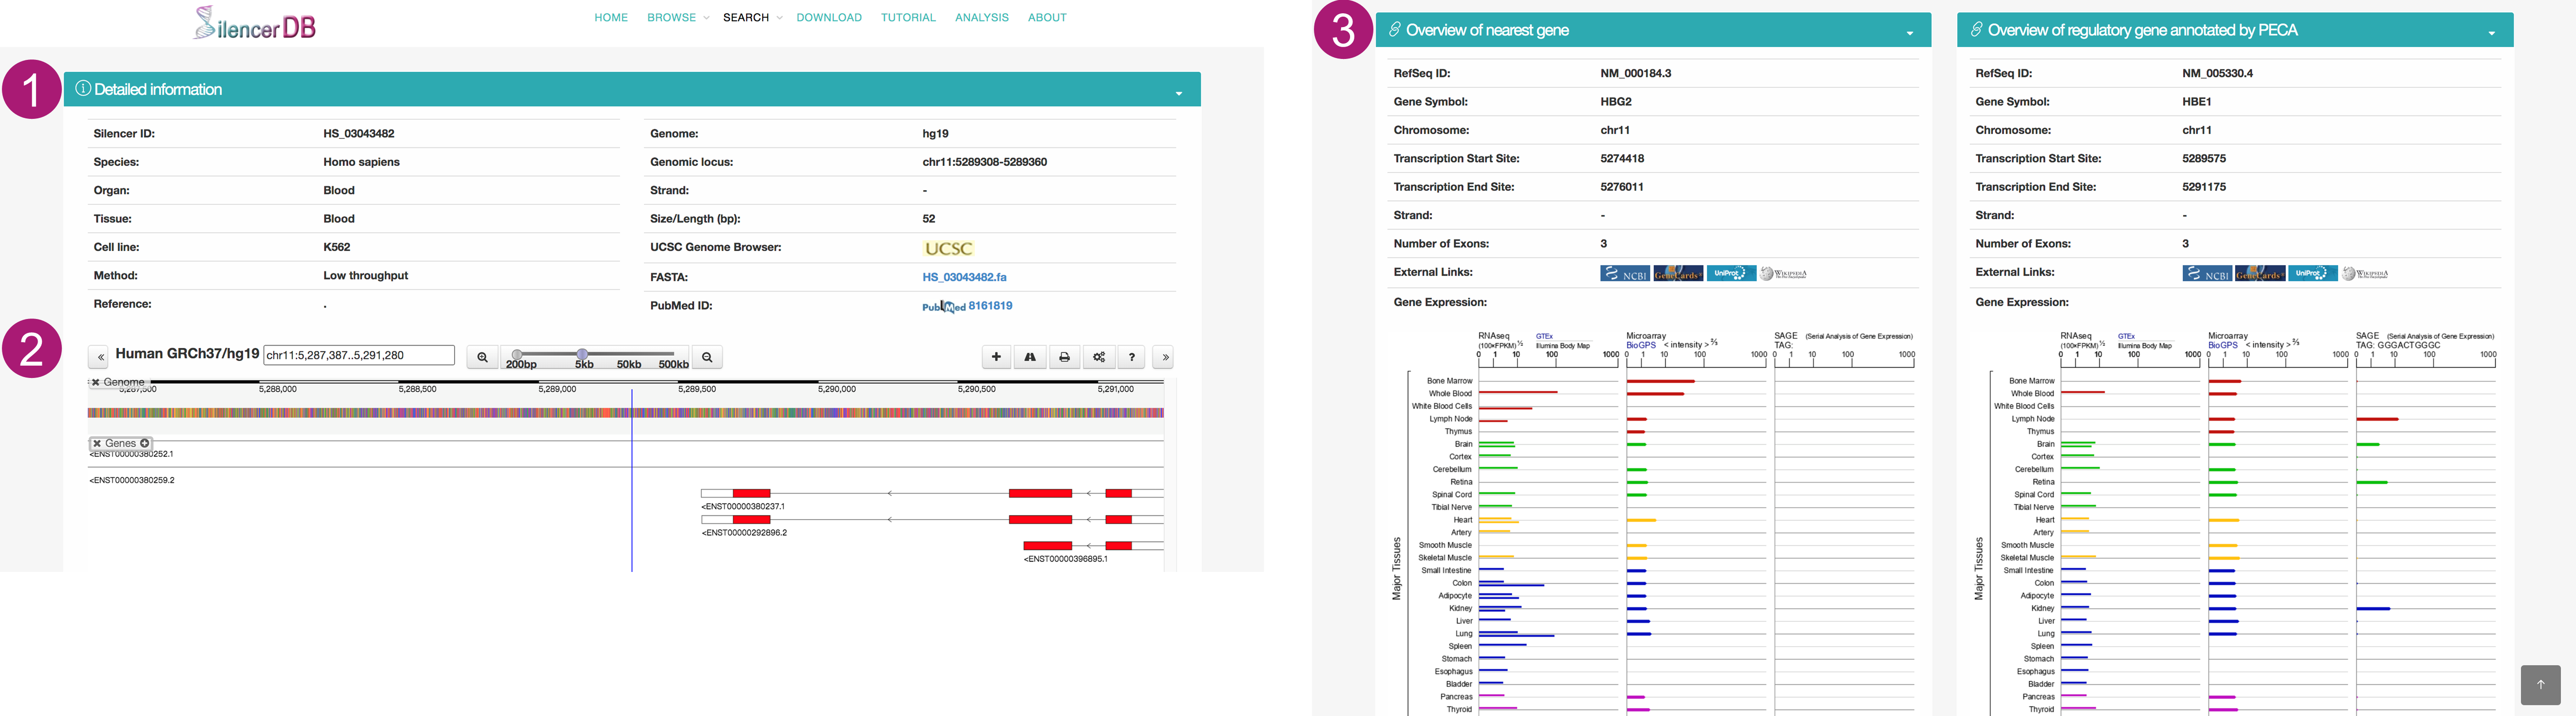 SilencerDB
HOME BROWSE SEARCH DOWNLOAD TUTORIAL ANALYSIS ABOUT
1
Detailed information
Silencer ID: HS_03043482
Species: Homo sapiens
Organ: Blood
Tissue: Blood
Cell line: K562
Method: Low throughput
Reference: .
Genome: hg19
Genomic locus: chr11:5289308-5289360
Strand: -
Size/Length (bp): 52
UCSC Genome Browser: UCSC
FASTA: HS_03043482.fa
PubMed ID: PubMed 8161819
2
« Human GRCh37/hg19 chr11:5,287,387..5,291,280
200bp 5kb 50kb 500kb
+ ? »
Genome
5,287,500 5,288,000 5,288,500 5,289,000 5,289,500 5,290,000 5,290,500 5,291,000
Genes
<ENST00000380252.1
<ENST00000380259.2
<ENST00000380237.1
<ENST00000292896.2
<ENST00000396895.1
3
Overview of nearest gene
RefSeq ID: NM_000184.3
Gene Symbol: HBG2
Chromosome: chr11
Transcription Start Site: 5274418
Transcription End Site: 5276011
Strand: -
Number of Exons: 3
External Links: NCBI GeneCards UniProt WIKIPEDIA
Gene Expression:
RNAseq GTEx Microarray SAGE (Serial Analysis of Gene Expression)
(100×FPKM)½ Illumina Body Map BioGPS < intensity >⅔ TAG:
0 1 10 100 1000 0 1 10 100 1000 0 1 10 100 1000
Major Tissues
Bone Marrow
Whole Blood
White Blood Cells
Lymph Node
Thymus
Brain
Cortex
Cerebellum
Retina
Spinal Cord
Tibial Nerve
Heart
Artery
Smooth Muscle
Skeletal Muscle
Small Intestine
Colon
Adipocyte
Kidney
Liver
Lung
Spleen
Stomach
Esophagus
Bladder
Pancreas
Thyroid
Overview of regulatory gene annotated by PECA
RefSeq ID: NM_005330.4
Gene Symbol: HBE1
Chromosome: chr11
Transcription Start Site: 5289575
Transcription End Site: 5291175
Strand: -
Number of Exons: 3
External Links: NCBI GeneCards UniProt WIKIPEDIA
Gene Expression:
RNAseq GTEx Microarray SAGE (Serial Analysis of Gene Expression)
(100×FPKM)½ Illumina Body Map BioGPS < intensity >⅔ TAG: GGGACTGGGC
0 1 10 100 1000 0 1 10 100 1000 0 1 10 100 1000
Major Tissues
Bone Marrow
Whole Blood
White Blood Cells
Lymph Node
Thymus
Brain
Cortex
Cerebellum
Retina
Spinal Cord
Tibial Nerve
Heart
Artery
Smooth Muscle
Skeletal Muscle
Small Intestine
Colon
Adipocyte
Kidney
Liver
Lung
Spleen
Stomach
Esophagus
Bladder
Pancreas
Thyroid